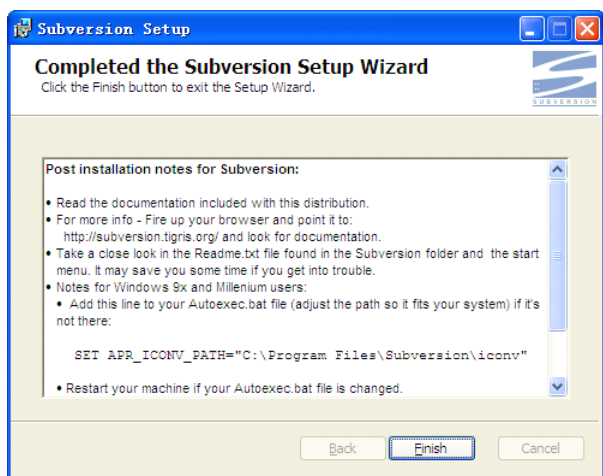 Subversion Setup
Completed the Subversion Setup Wizard
Click the Finish button to exit the Setup Wizard.
SUBVERSION
Post installation notes for Subversion:
• Read the documentation included with this distribution.
• For more info - Fire up your browser and point it to:
http://subversion.tigris.org/ and look for documentation.
• Take a close look in the Readme.txt file found in the Subversion folder and the start
menu. It may save you some time if you get into trouble.
• Notes for Windows 9x and Millenium users:
• Add this line to your Autoexec.bat file (adjust the path so it fits your system) if it's
not there:
SET APR_ICONV_PATH="C:\Program Files\Subversion\iconv"
• Restart your machine if your Autoexec.bat file is changed.
Back
Finish
Cancel